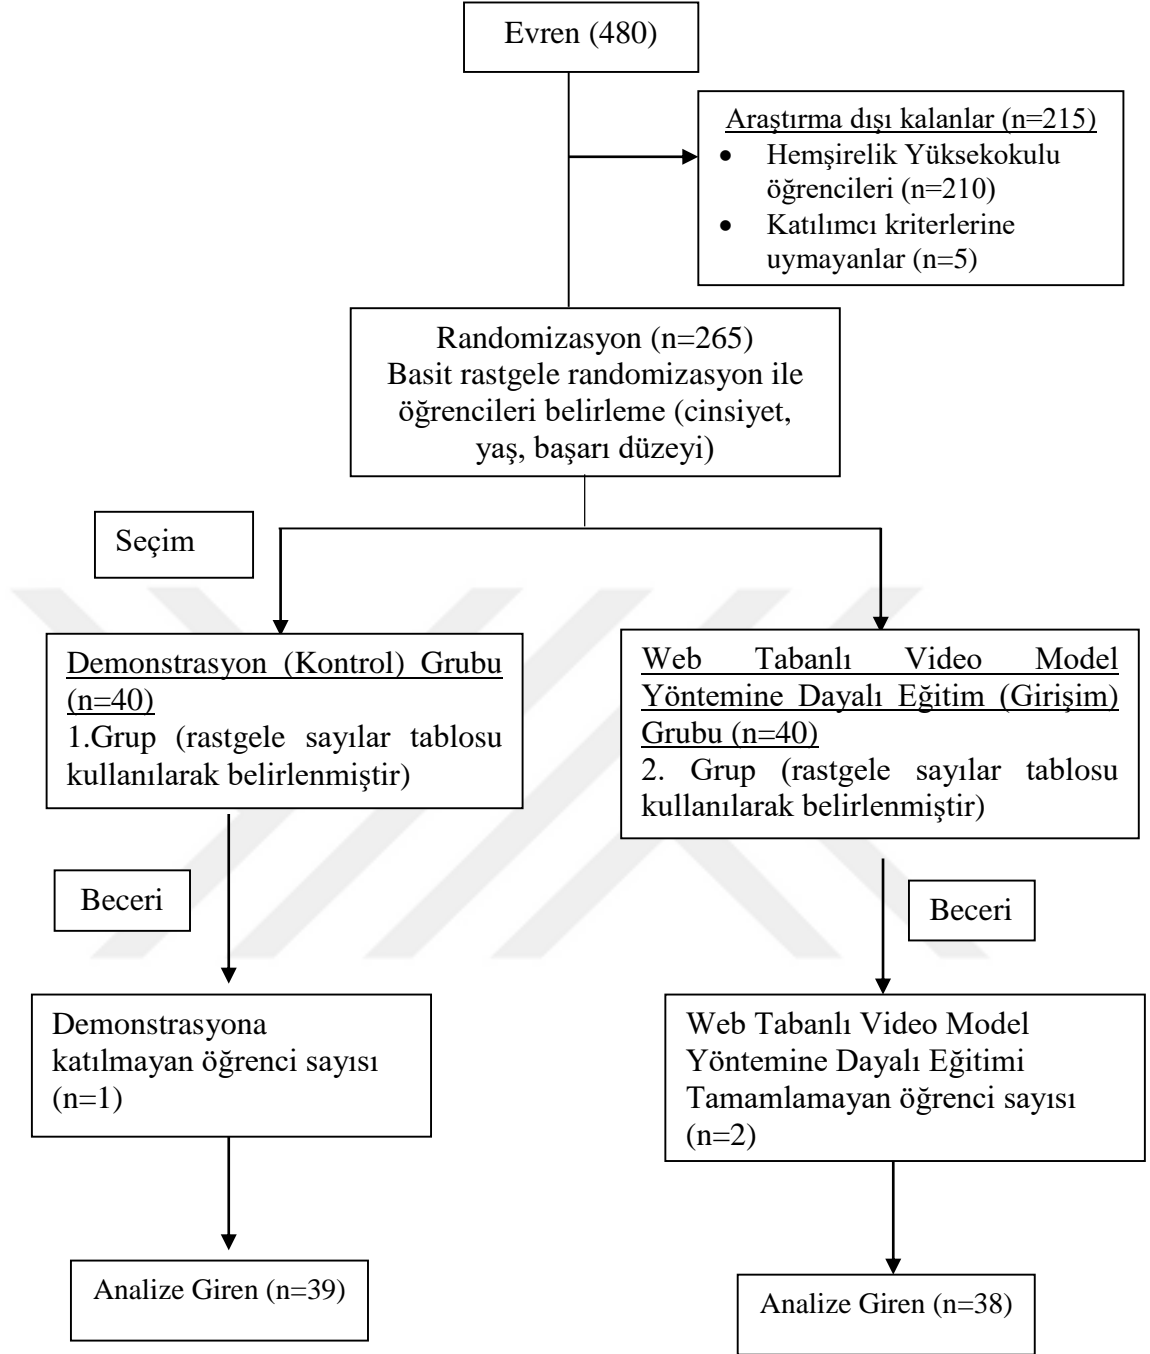 Evren (480)
Araştırma dışı kalanlar (n=215)
• Hemşirelik Yüksekokulu
öğrencileri (n=210)
• Katılımcı kriterlerine
uymayanlar (n=5)
Randomizasyon (n=265)
Basit rastgele randomizasyon ile
öğrencileri belirleme (cinsiyet,
yaş, başarı düzeyi)
Seçim
Demonstrasyon (Kontrol) Grubu
(n=40)
1.Grup (rastgele sayılar tablosu
kullanılarak belirlenmiştir)
Web Tabanlı Video Model
Yöntemine Dayalı Eğitim (Girişim)
Grubu (n=40)
2. Grup (rastgele sayılar tablosu
kullanılarak belirlenmiştir)
Beceri
Beceri
Demonstrasyona
katılmayan öğrenci sayısı
(n=1)
Web Tabanlı Video Model
Yöntemine Dayalı Eğitimi
Tamamlamayan öğrenci sayısı
(n=2)
Analize Giren (n=39)
Analize Giren (n=38)